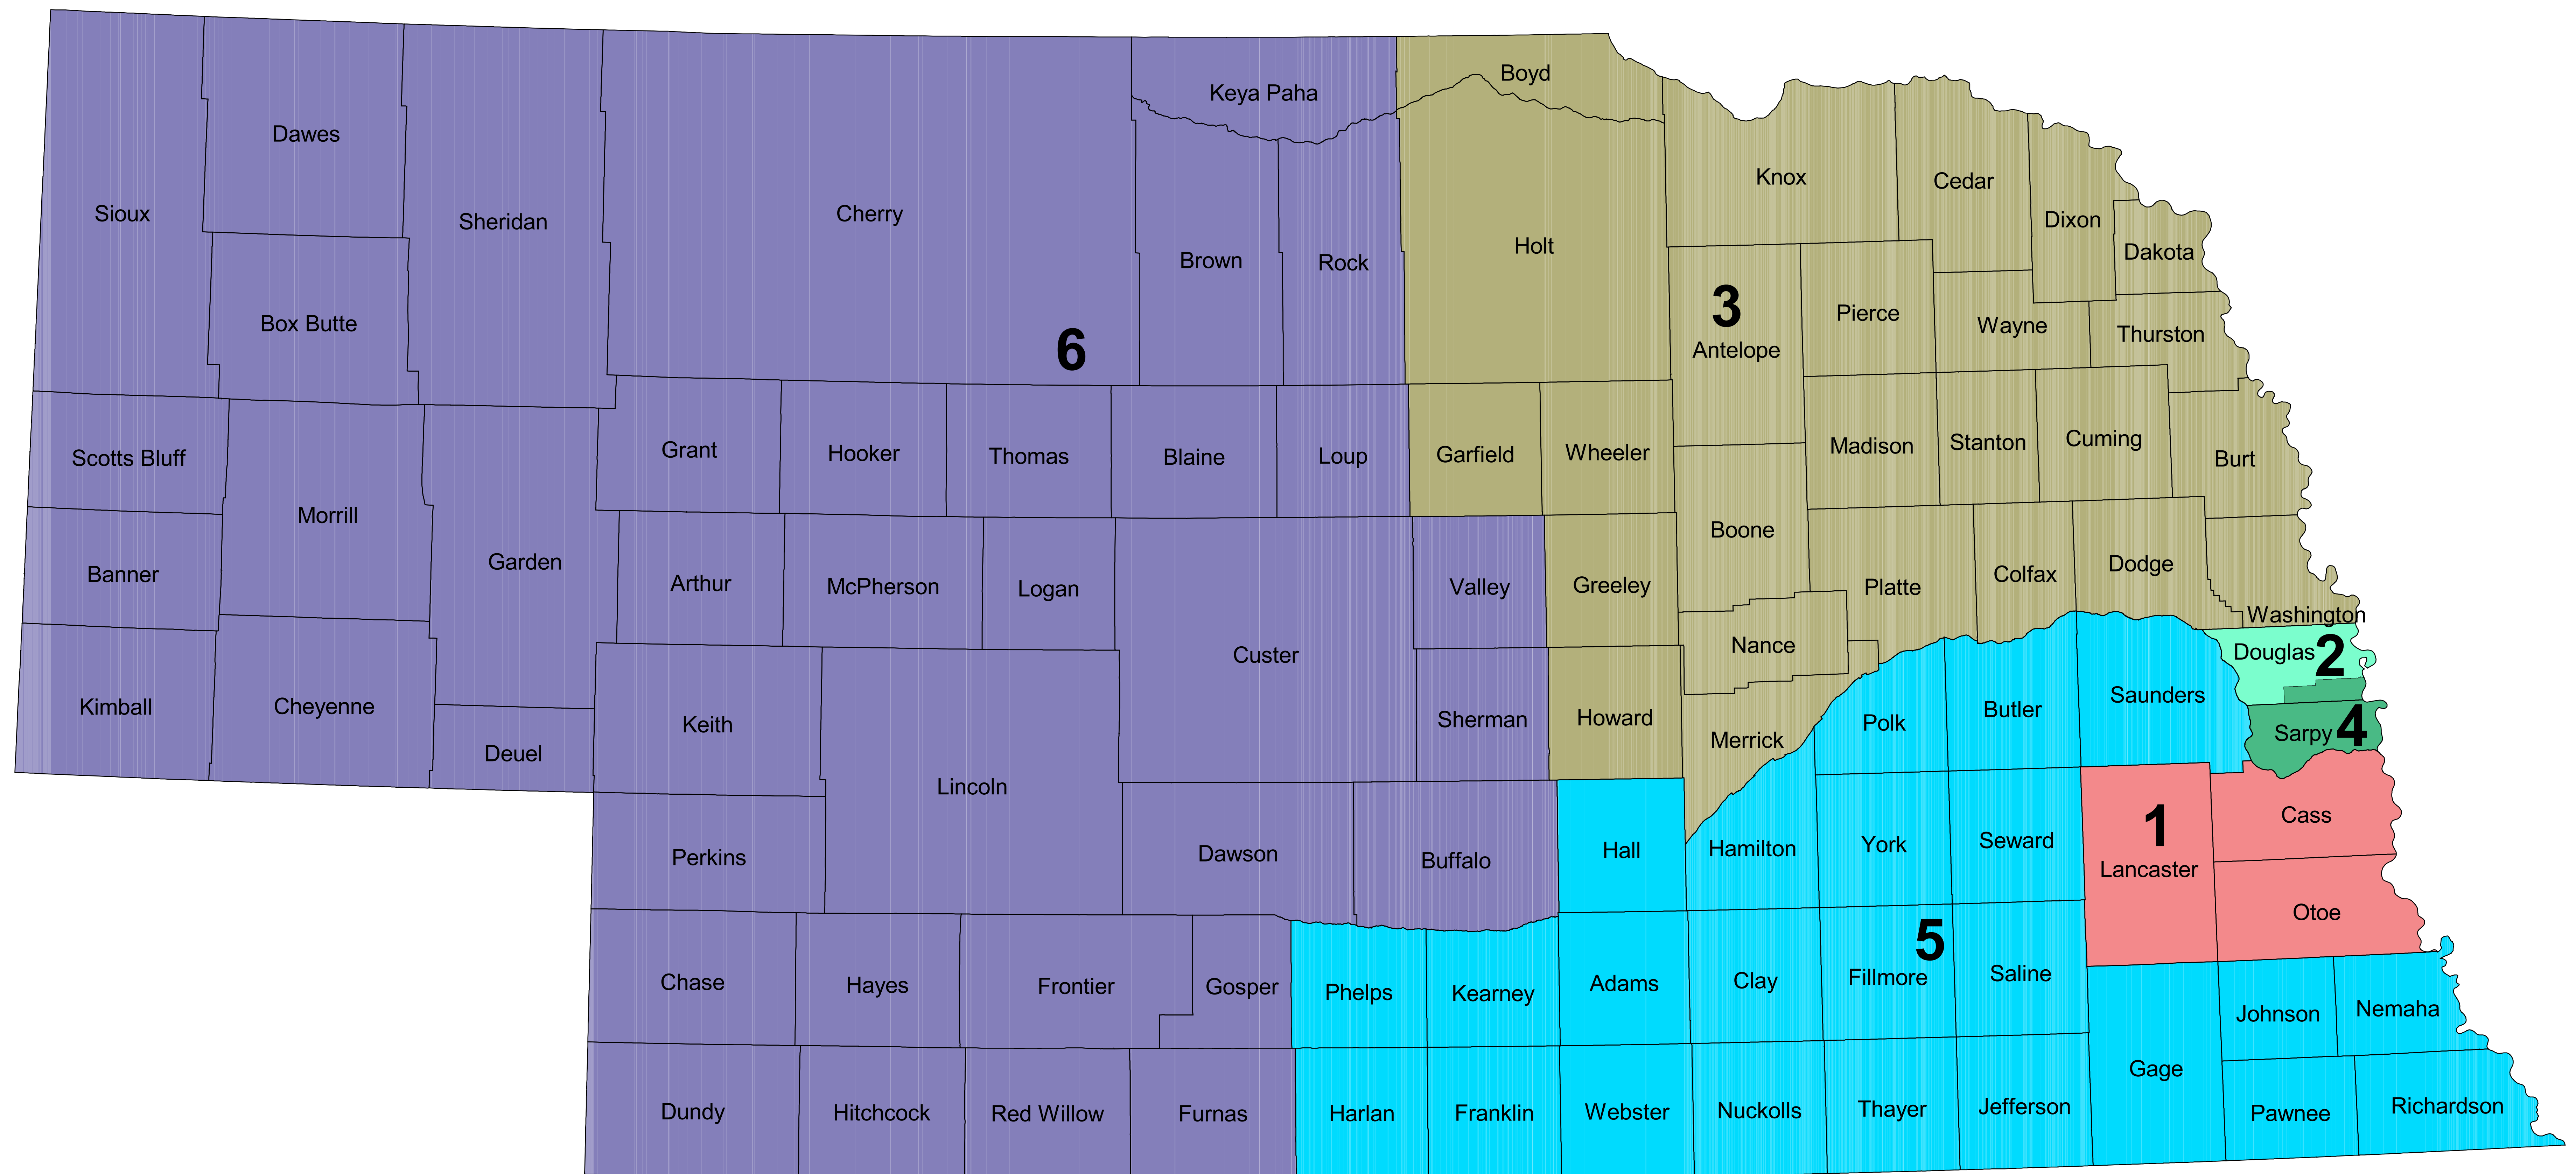 Boyd
Keya Paha
Dawes
Knox
Cedar
Sioux
Sheridan
Cherry
Dixon
Holt
Dakota
Brown
Rock
3
Pierce
Box Butte
Wayne
Thurston
6
Antelope
Cuming
Madison
Stanton
Grant
Hooker
Thomas
Blaine
Loup
Garfield
Wheeler
Scotts Bluff
Burt
Morrill
Boone
Garden
Dodge
Banner
Arthur
McPherson
Logan
Valley
Greeley
Platte
Colfax
Washington
Custer
Nance
Douglas
2
Saunders
Kimball
Cheyenne
Keith
Sherman
Howard
Polk
Butler
Merrick
Sarpy
4
Deuel
Lincoln
Cass
1
Perkins
Dawson
Buffalo
Hall
Hamilton
York
Seward
Lancaster
Otoe
5
Chase
Hayes
Frontier
Gosper
Phelps
Kearney
Adams
Clay
Fillmore
Saline
Johnson
Nemaha
Gage
Dundy
Hitchcock
Red Willow
Furnas
Harlan
Franklin
Webster
Nuckolls
Thayer
Jefferson
Pawnee
Richardson